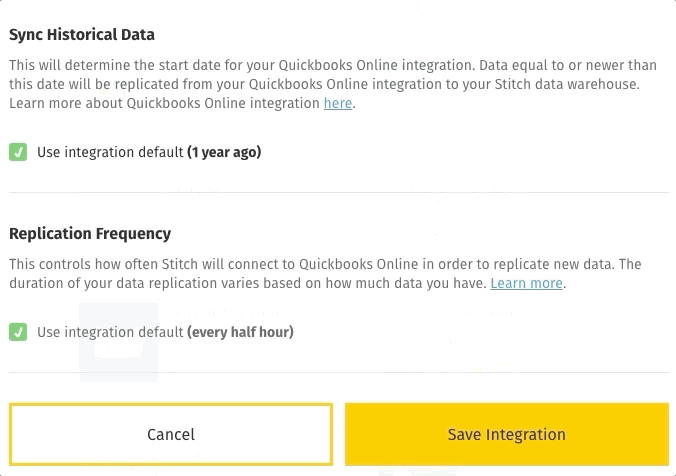 Sync Historical Data
This will determine the start date for your Quickbooks Online integration. Data equal to or newer than
this date will be replicated from your Quickbooks Online integration to your Stitch data warehouse.
Learn more about Quickbooks Online integration here.
Use integration default (1 year ago)
Replication Frequency
This controls how often Stitch will connect to Quickbooks Online in order to replicate new data. The
duration of your data replication varies based on how much data you have. Learn more.
Use integration default (every half hour)
Cancel
Save Integration